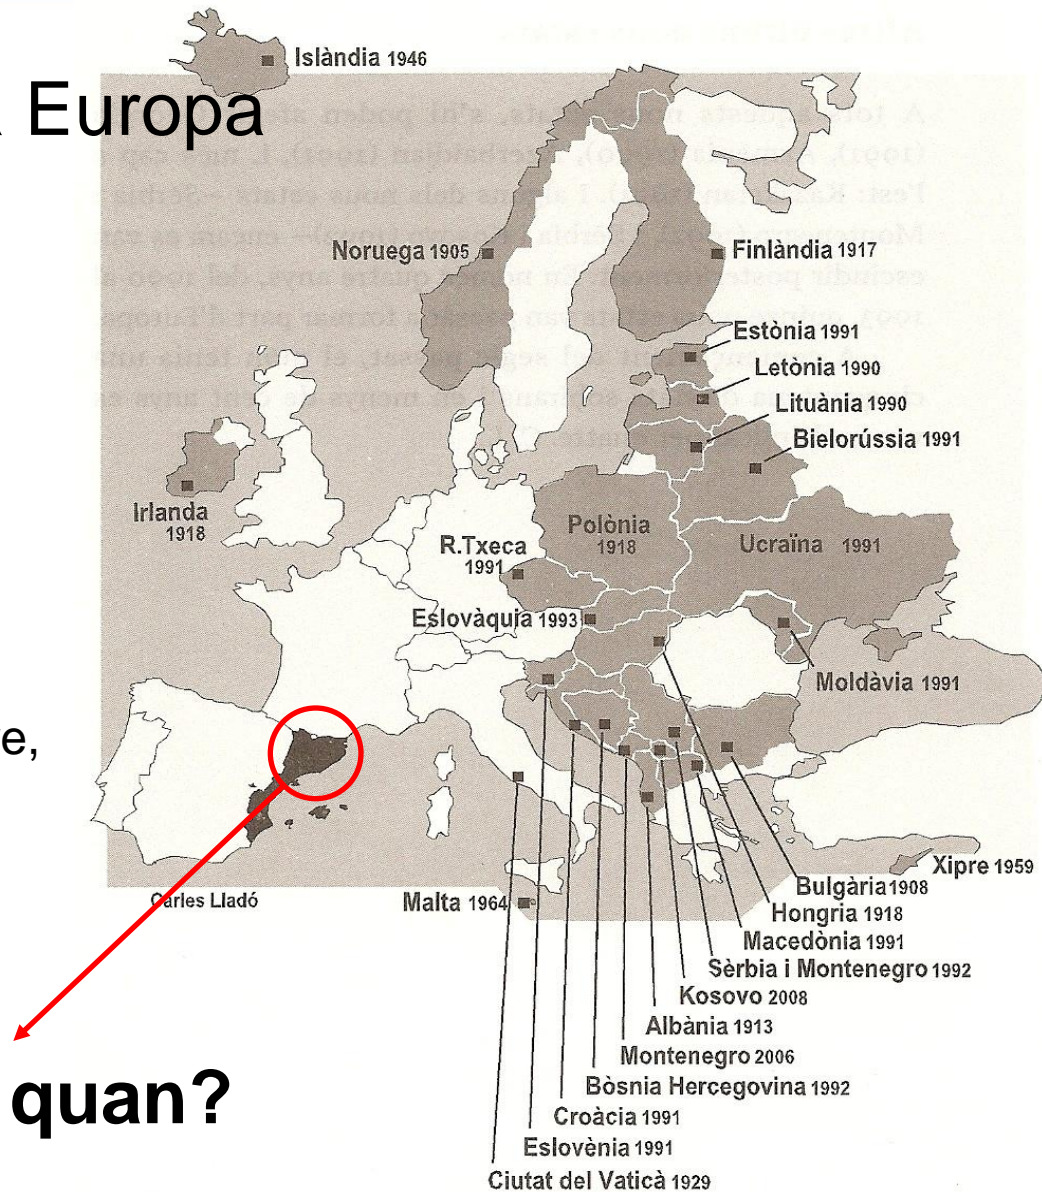 Islàndia 1946
Europa
Noruega 1905
Finlàndia 1917
Estònia 1991
Letònia 1990
Lituània 1990
Bielorússia 1991
Irlanda
1918
Polònia
1918
Ucraïna 1991
R.Txeca
1991
Eslovàquia 1993
Moldàvia 1991
e,
Xipre 1959
Carles Lladó
Malta 1964
Bulgària 1908
Hongria 1918
Macedònia 1991
Sèrbia i Montenegro 1992
Kosovo 2008
Albània 1913
Montenegro 2006
Bòsnia Hercegovina 1992
Croàcia 1991
Eslovènia 1991
Ciutat del Vaticà 1929
quan?